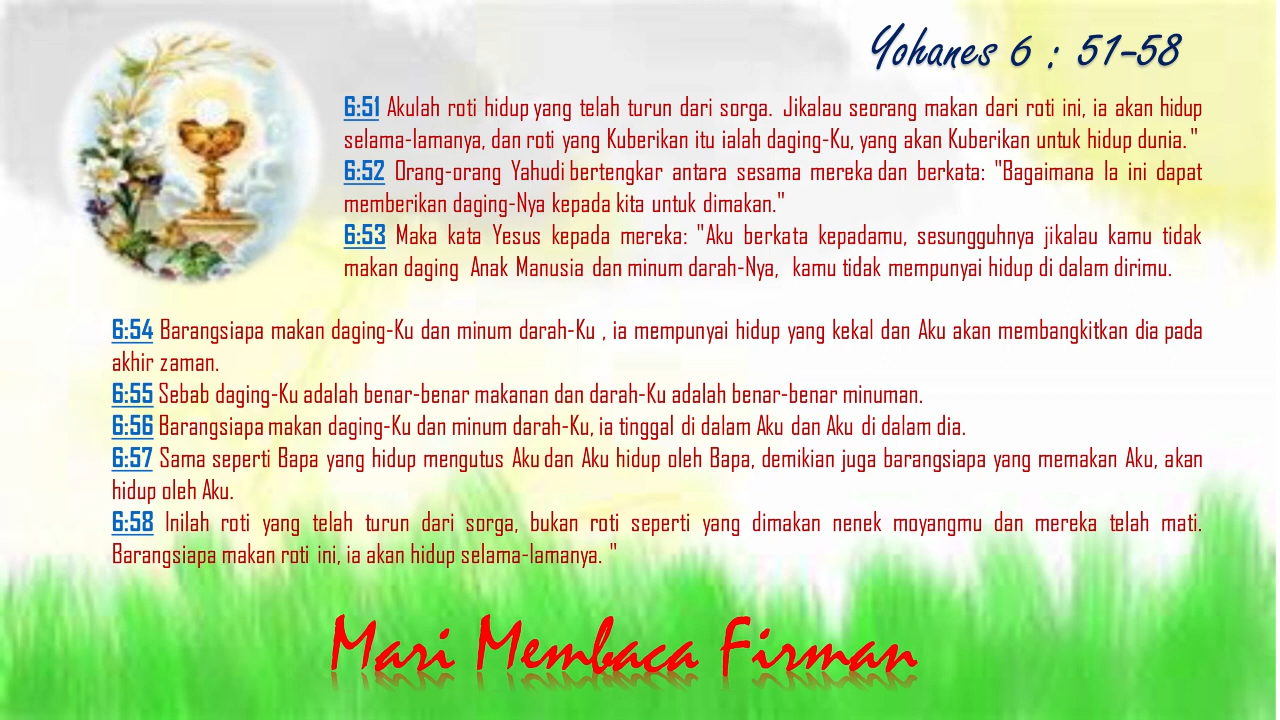 Yohanes 6 : 51-58
6:51 Akulah roti hidup yang telah turun dari sorga. Jikalau seorang makan dari roti ini, ia akan hidup
selama-lamanya, dan roti yang Kuberikan itu ialah daging-Ku, yang akan Kuberikan untuk hidup dunia."
6:52 Orang-orang Yahudi bertengkar antara sesama mereka dan berkata: "Bagaimana Ia ini dapat
memberikan daging-Nya kepada kita untuk dimakan."
6:53 Maka kata Yesus kepada mereka: "Aku berkata kepadamu, sesungguhnya jikalau kamu tidak
makan daging Anak Manusia dan minum darah-Nya, kamu tidak mempunyai hidup di dalam dirimu.
6:54 Barangsiapa makan daging-Ku dan minum darah-Ku , ia mempunyai hidup yang kekal dan Aku akan membangkitkan dia pada
akhir zaman.
6:55 Sebab daging-Ku adalah benar-benar makanan dan darah-Ku adalah benar-benar minuman.
6:56 Barangsiapa makan daging-Ku dan minum darah-Ku, ia tinggal di dalam Aku dan Aku di dalam dia.
6:57 Sama seperti Bapa yang hidup mengutus Aku dan Aku hidup oleh Bapa, demikian juga barangsiapa yang memakan Aku, akan
hidup oleh Aku.
6:58 Inilah roti yang telah turun dari sorga, bukan roti seperti yang dimakan nenek moyangmu dan mereka telah mati.
Barangsiapa makan roti ini, ia akan hidup selama-lamanya. "
Mari Membaca Firman